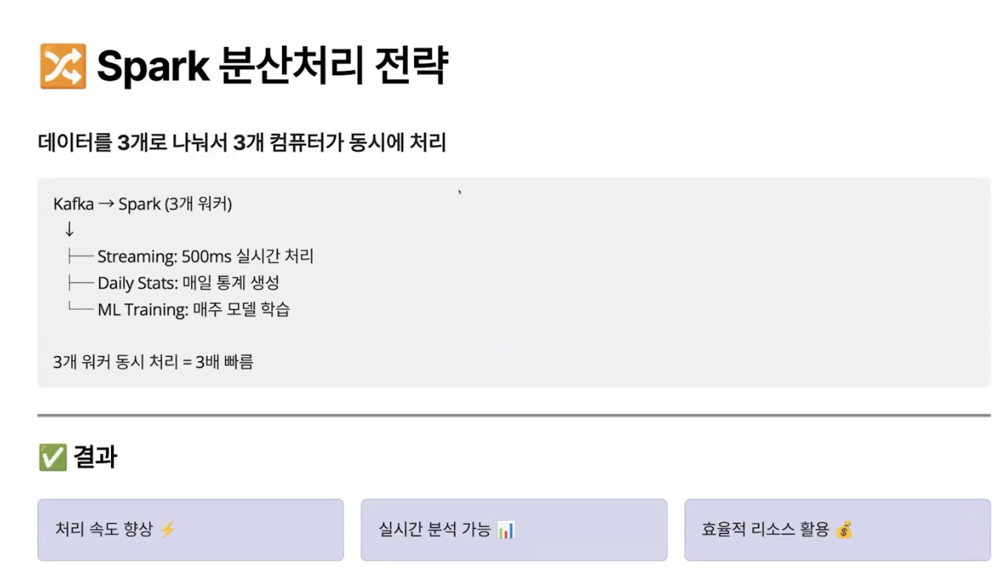 Spark 분산처리 전략
데이터를 3개로 나눠서 3개 컴퓨터가 동시에 처리
Kafka → Spark (3개 워커)
↓
├── Streaming: 500ms 실시간 처리
├── Daily Stats: 매일 통계 생성
└── ML Training: 매주 모델 학습
3개 워커 동시 처리 = 3배 빠름
결과
처리 속도 향상 ⚡
실시간 분석 가능 📊
효율적 리소스 활용 💰